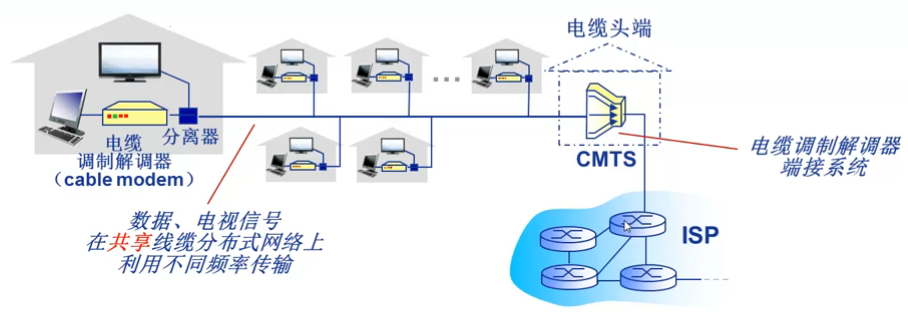 电缆头端
分离器
电缆
调制解调器
（cable modem）
CMTS
电缆调制解调器
端接系统
数据、电视信号
在共享线缆分布式网络上
利用不同频率传输
ISP